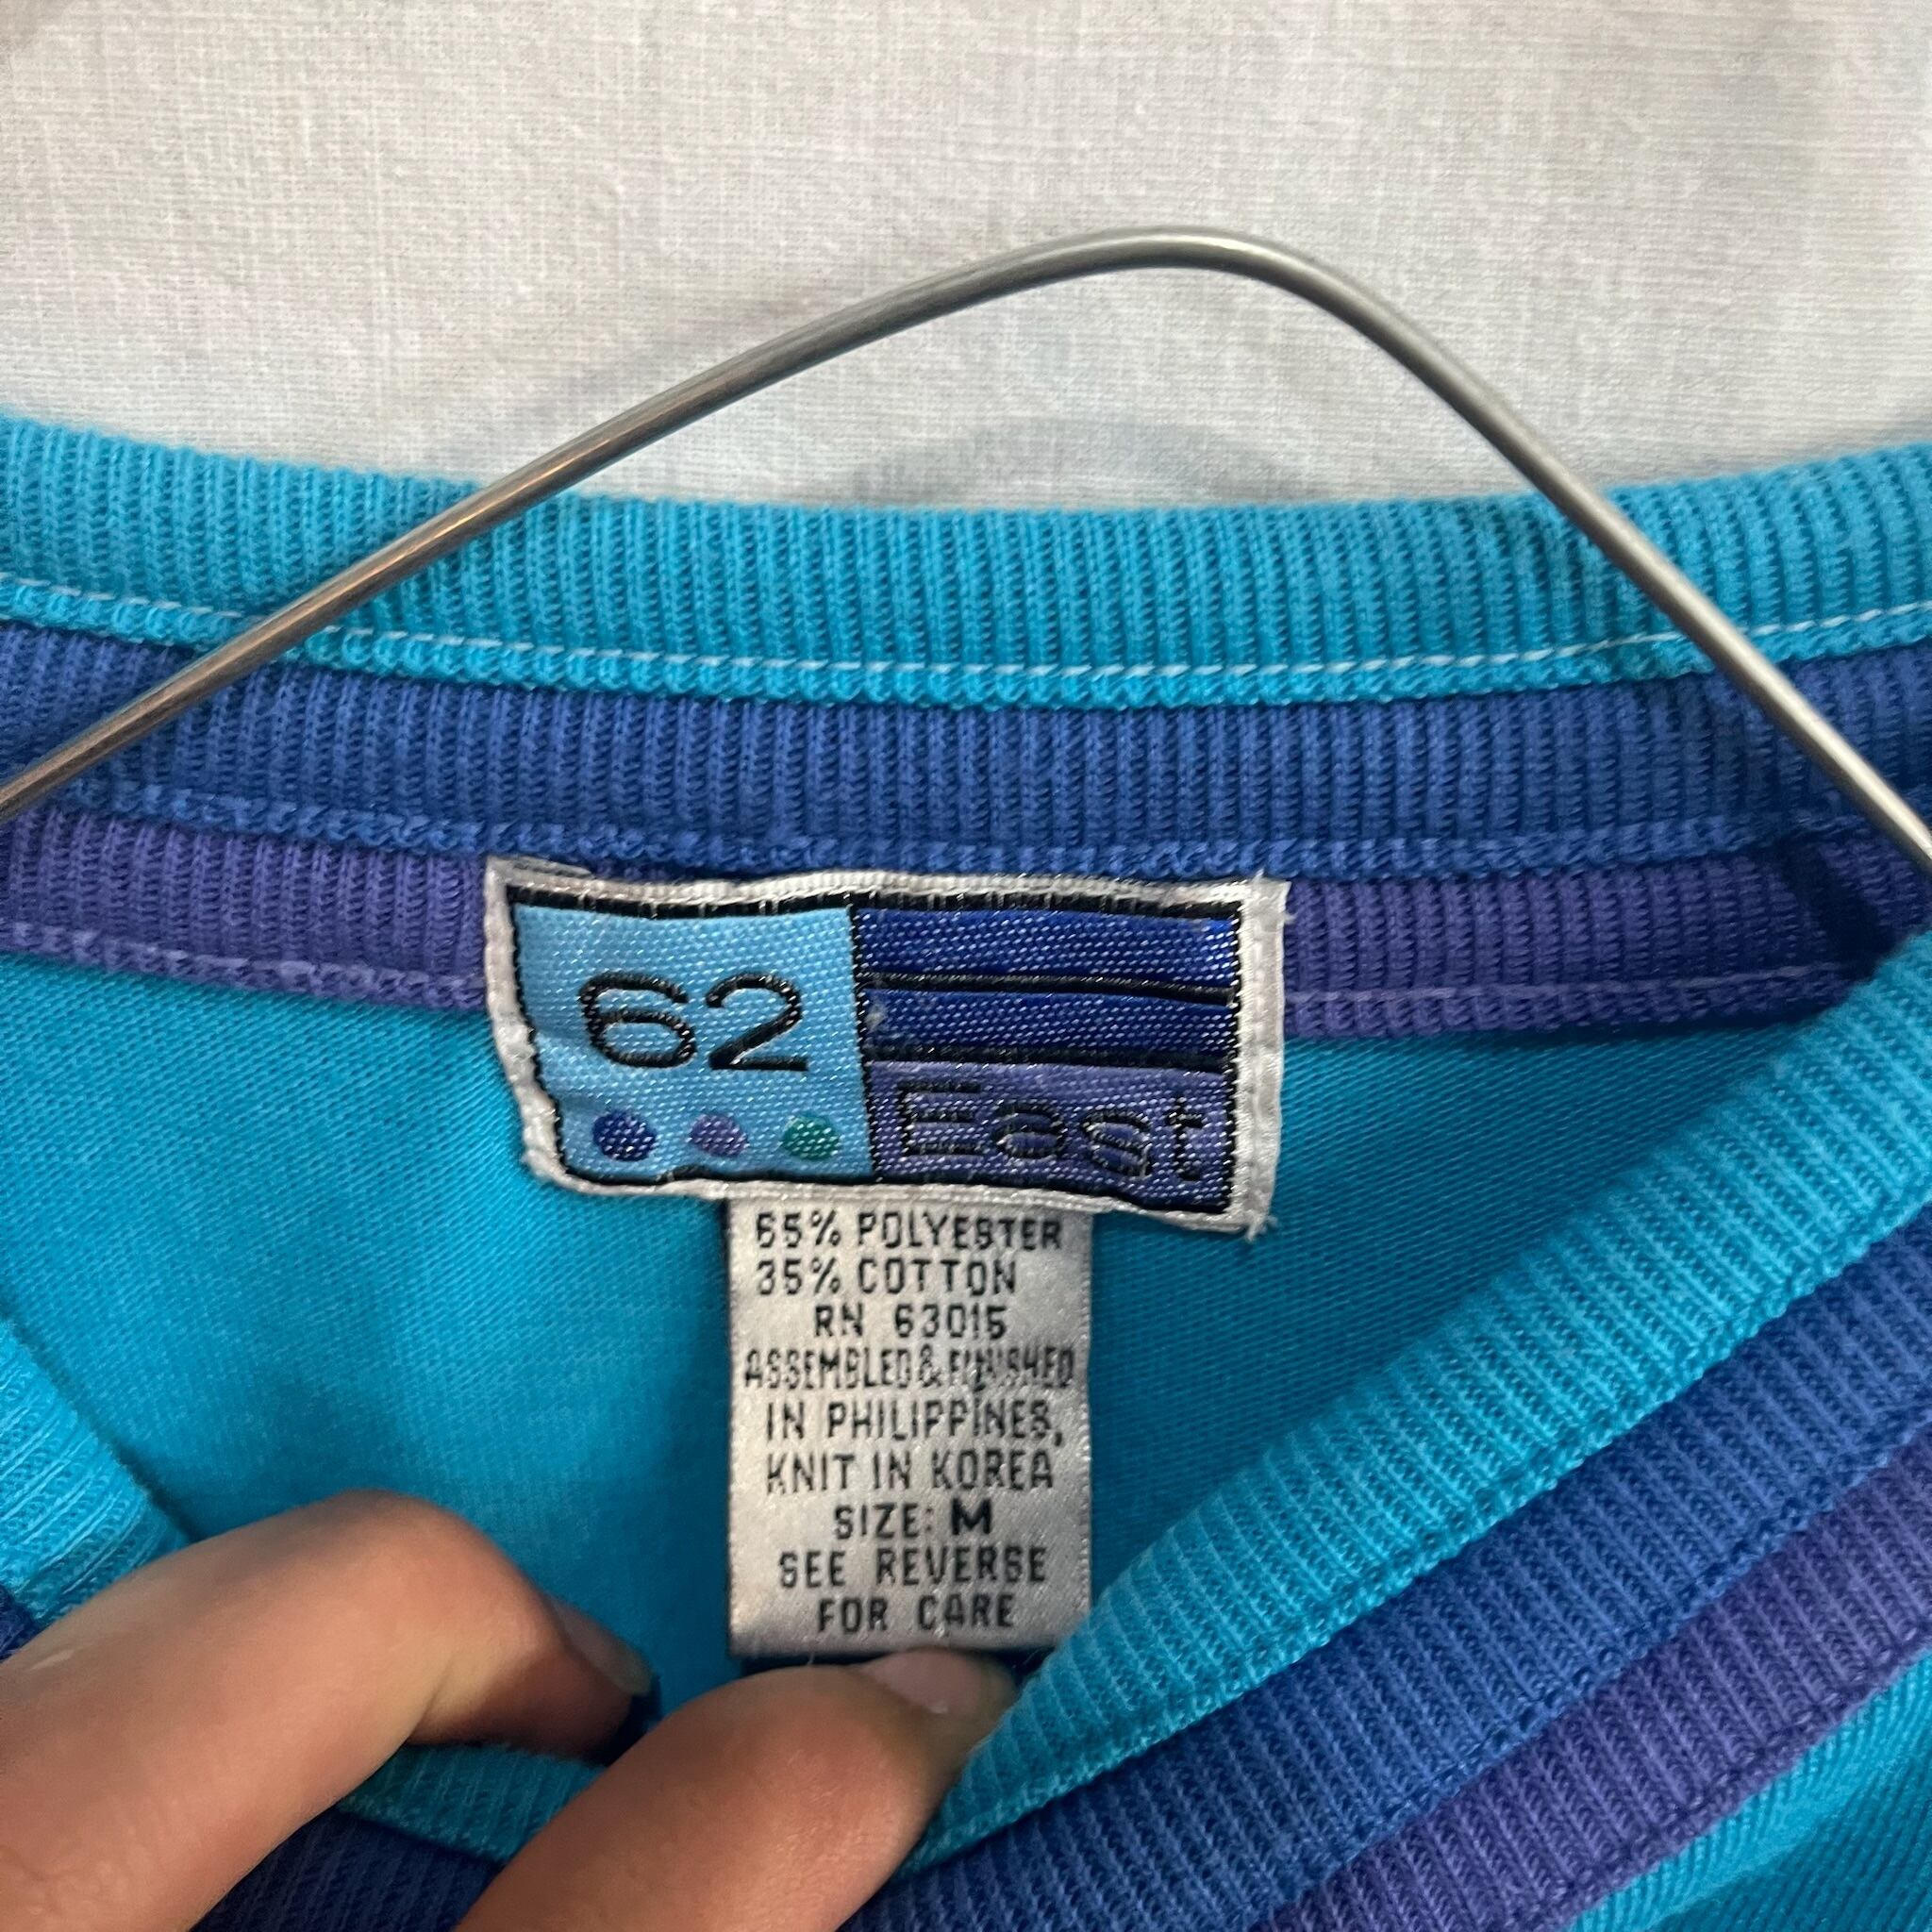 62
East
65% POLYESTER
35% COTTON
RN 63015
ASSEMBLED & FINISHED
IN PHILIPPINES,
KNIT IN KOREA
SIZE: M
SEE REVERSE
FOR CARE